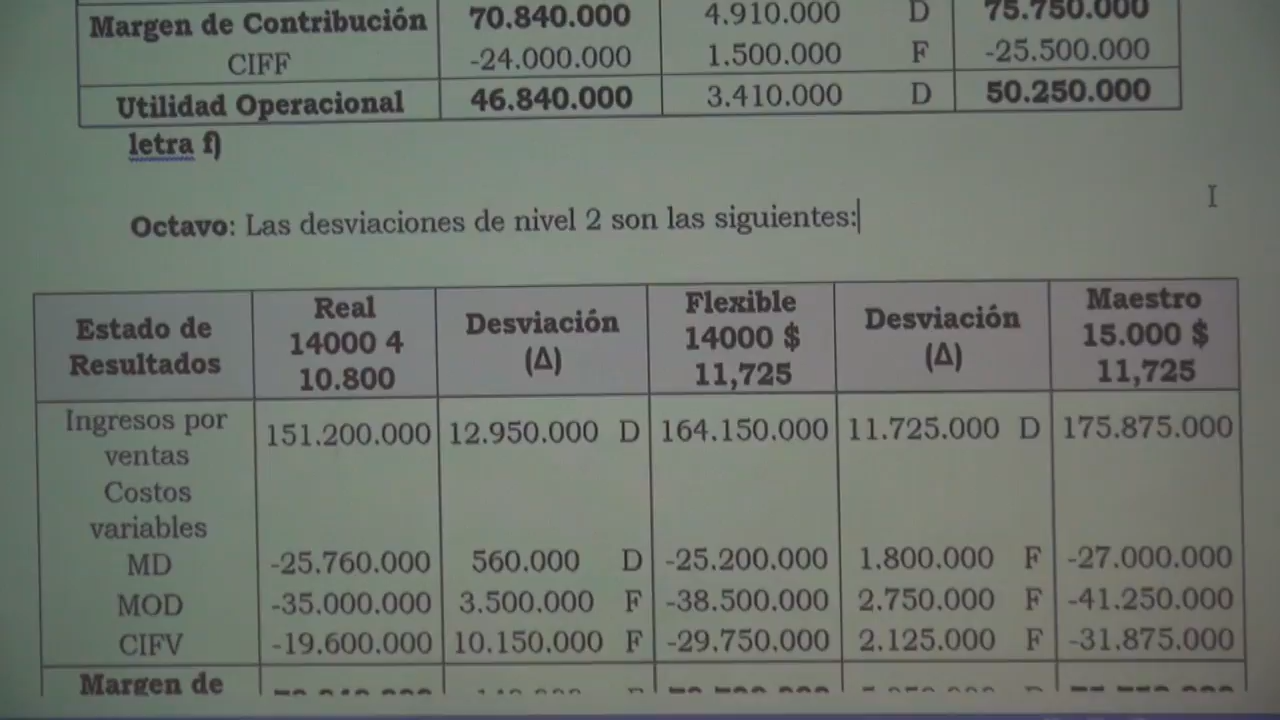 Margen de Contribución 70.840.000 4.910.000 D 75.750.000
CIFF -24.000.000 1.500.000 F -25.500.000
Utilidad Operacional 46.840.000 3.410.000 D 50.250.000
letra f)
Octavo: Las desviaciones de nivel 2 son las siguientes:
Estado de Resultados Real 14000 4 10.800 Desviación (Δ) Flexible 14000 $ 11,725 Desviación (Δ) Maestro 15.000 $ 11,725
Ingresos por ventas 151.200.000 12.950.000 D 164.150.000 11.725.000 D 175.875.000
Costos variables
MD -25.760.000 560.000 D -25.200.000 1.800.000 F -27.000.000
MOD -35.000.000 3.500.000 F -38.500.000 2.750.000 F -41.250.000
CIFV -19.600.000 10.150.000 F -29.750.000 2.125.000 F -31.875.000
Margen de